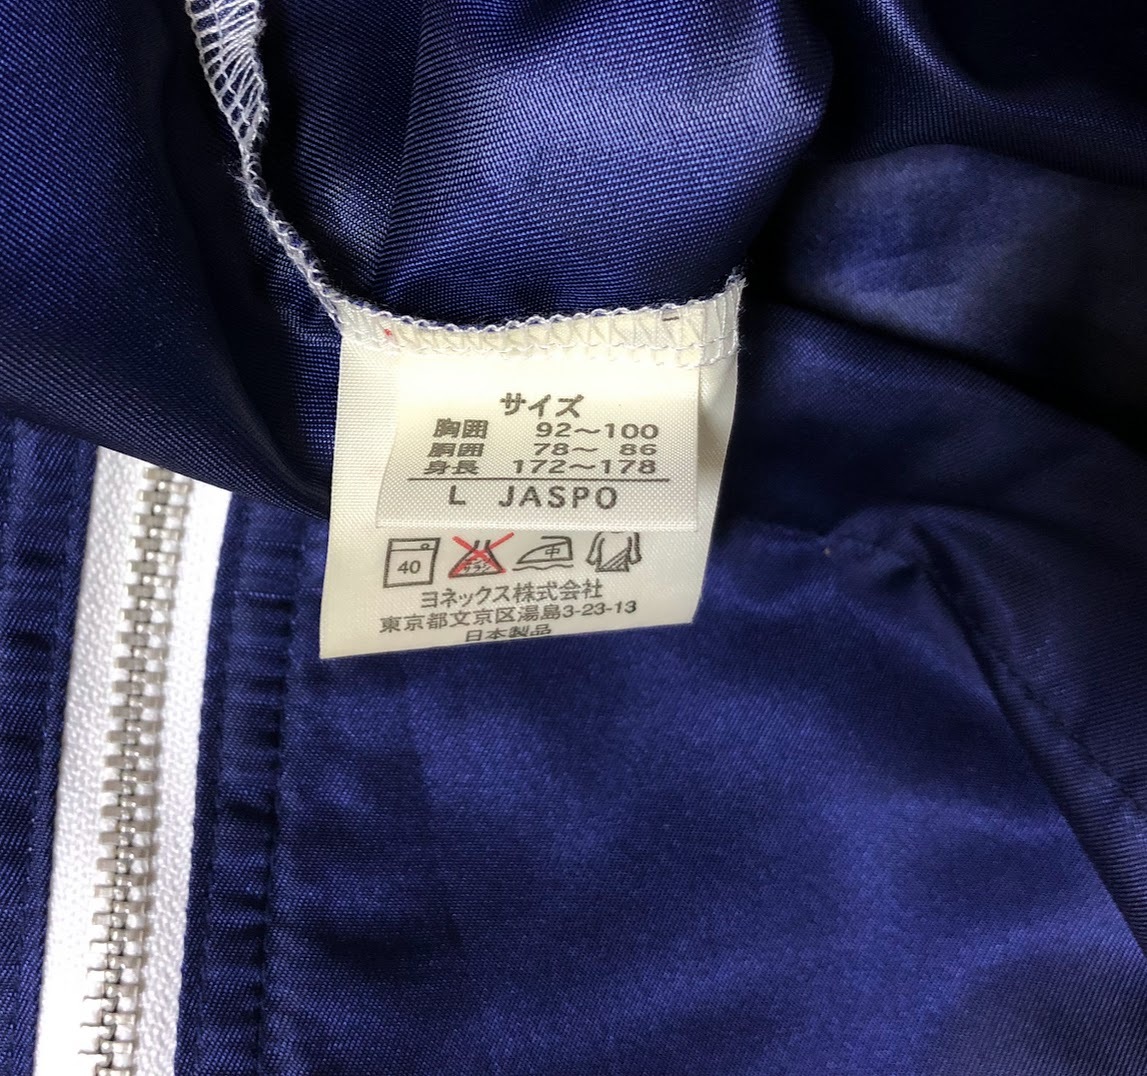 サイズ
胸囲 92〜100
胴囲 78〜 86
身長 172〜178
L JASPO
40 中
ヨネックス株式会社
東京都文京区湯島3-23-13
日本製品